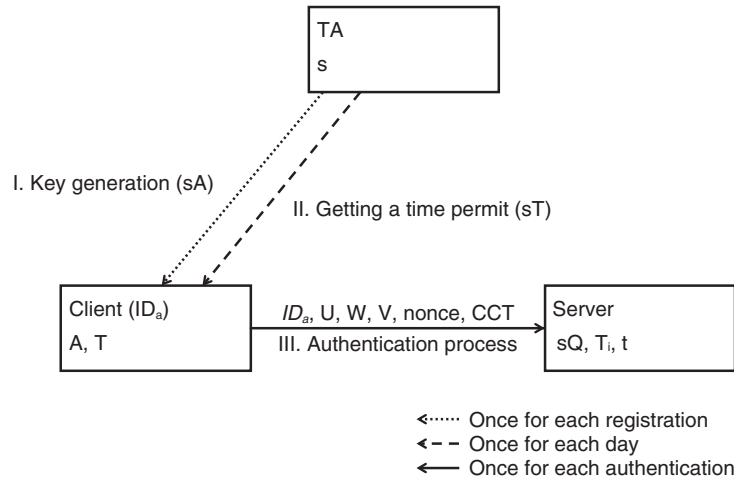 TA
s
I. Key generation (sA)
II. Getting a time permit (sT)
Client (IDₐ)
A, T
IDₐ, U, W, V, nonce, CCT
III. Authentication process
Server
sQ, Tᵢ, t
Once for each registration
Once for each day
Once for each authentication